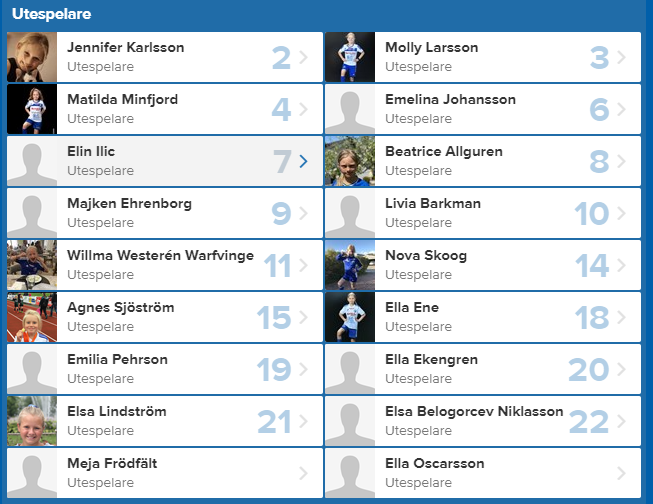 Utespelare
Jennifer Karlsson
Utespelare
2
Molly Larsson
Utespelare
3
Matilda Minfjord
Utespelare
4
Emelina Johansson
Utespelare
6
Elin Ilic
Utespelare
7
Beatrice Allguren
Utespelare
8
Majken Ehrenborg
Utespelare
9
Livia Barkman
Utespelare
10
Willma Westerén Warfvinge
Utespelare
11
Nova Skoog
Utespelare
14
Agnes Sjöström
Utespelare
15
Ella Ene
Utespelare
18
Emilia Pehrson
Utespelare
19
Ella Ekengren
Utespelare
20
Elsa Lindström
Utespelare
21
Elsa Belogorcev Niklasson
Utespelare
22
Meja Frödfält
Utespelare
Ella Oscarsson
Utespelare